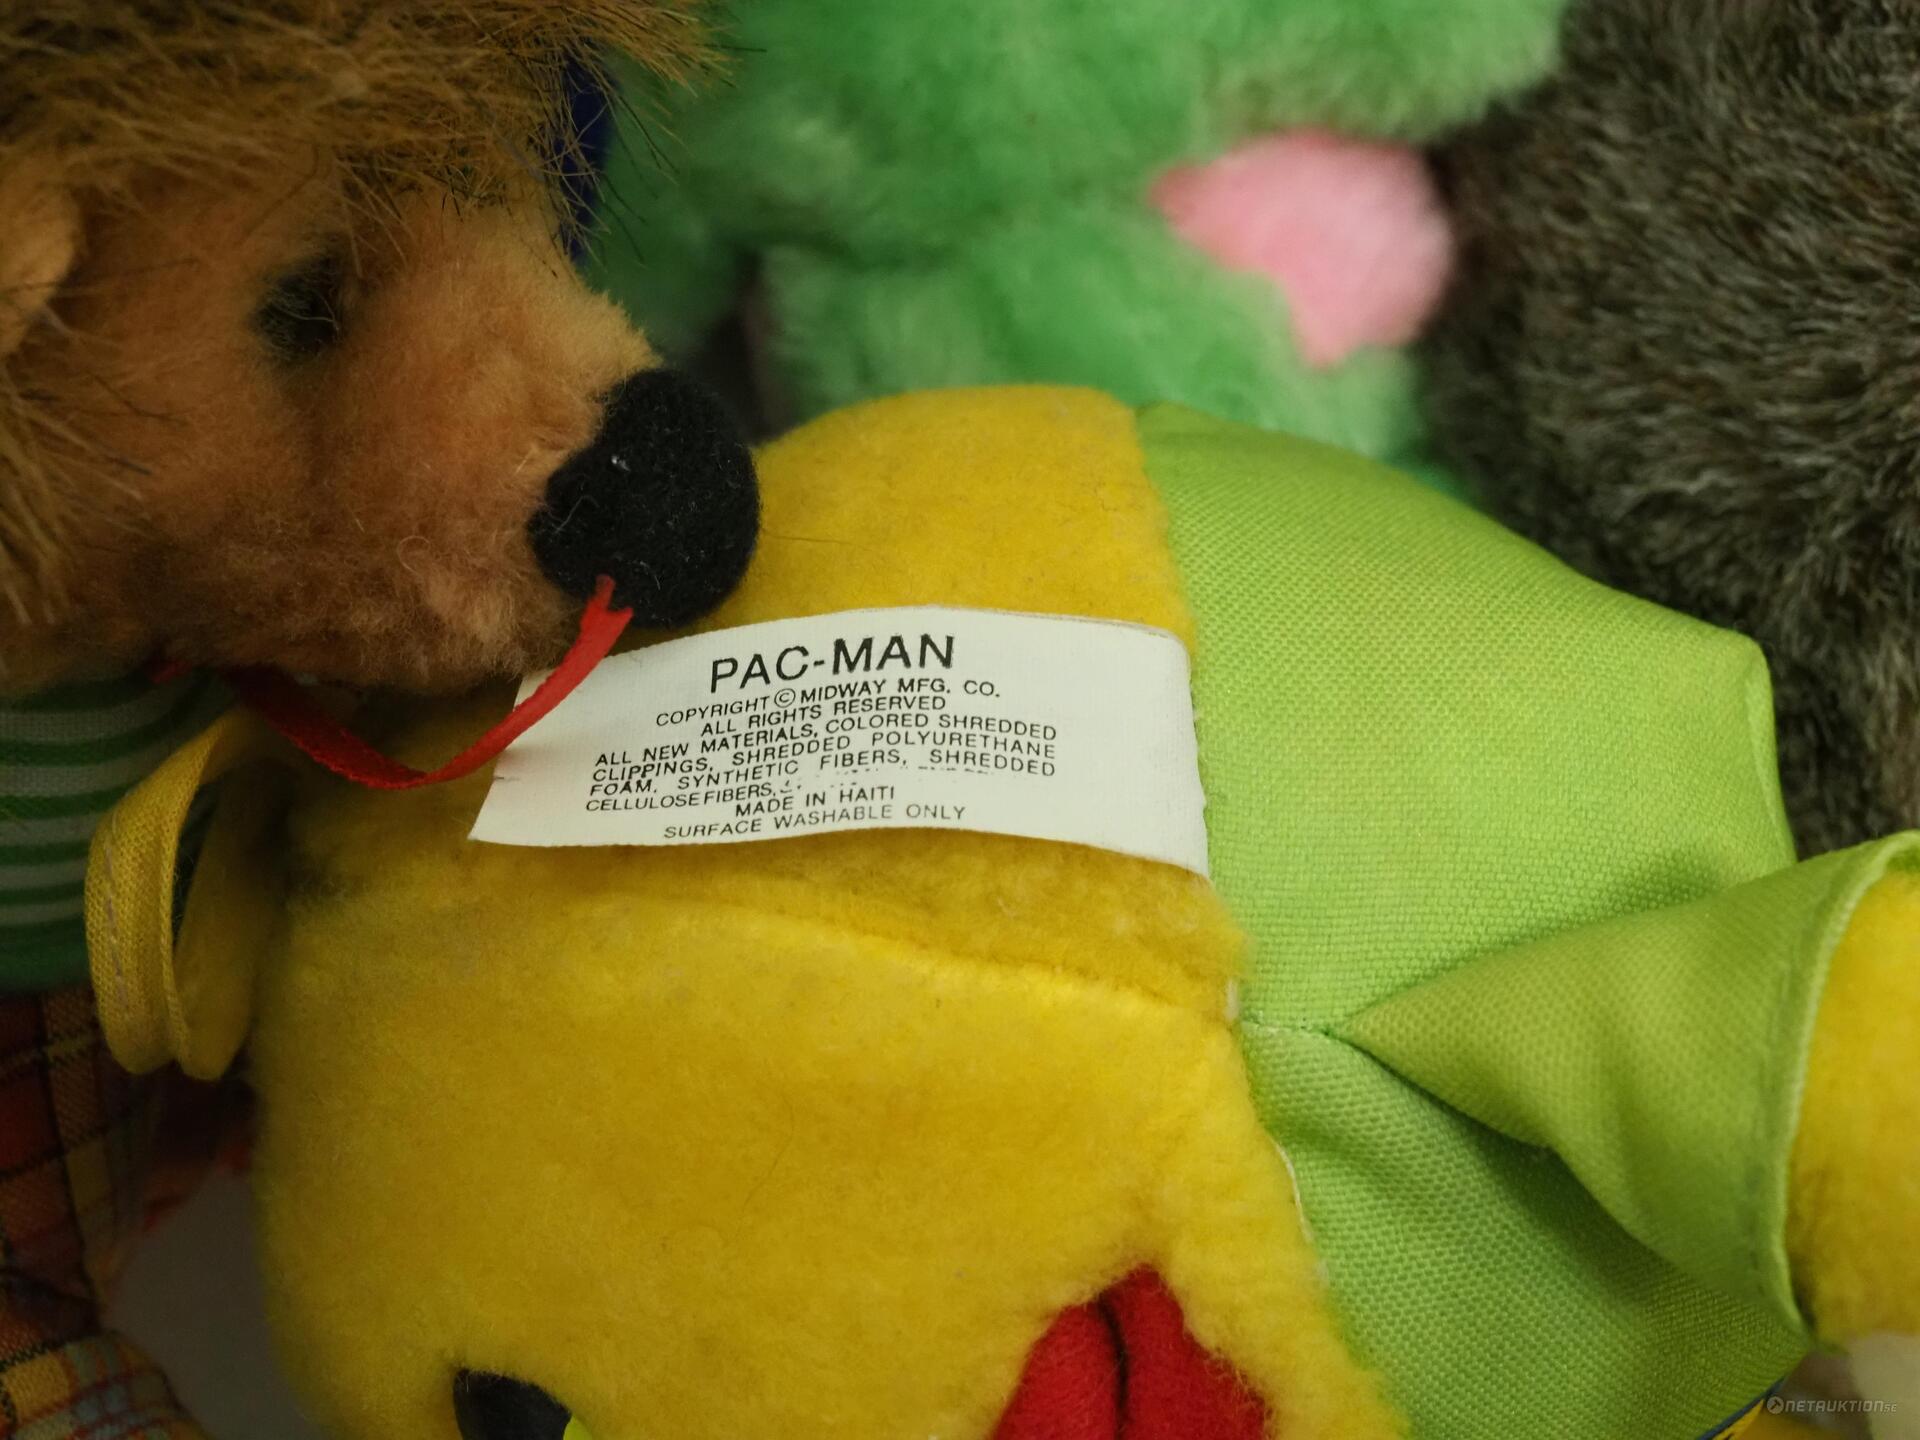 PAC-MAN
COPYRIGHT © MIDWAY MFG. CO.
ALL RIGHTS RESERVED
ALL NEW MATERIALS, COLORED SHREDDED
CLIPPINGS, SHREDDED POLYURETHANE
FOAM, SYNTHETIC FIBERS, SHREDDED
CELLULOSE FIBERS,
MADE IN HAITI
SURFACE WASHABLE ONLY
NETAUKTION.SE